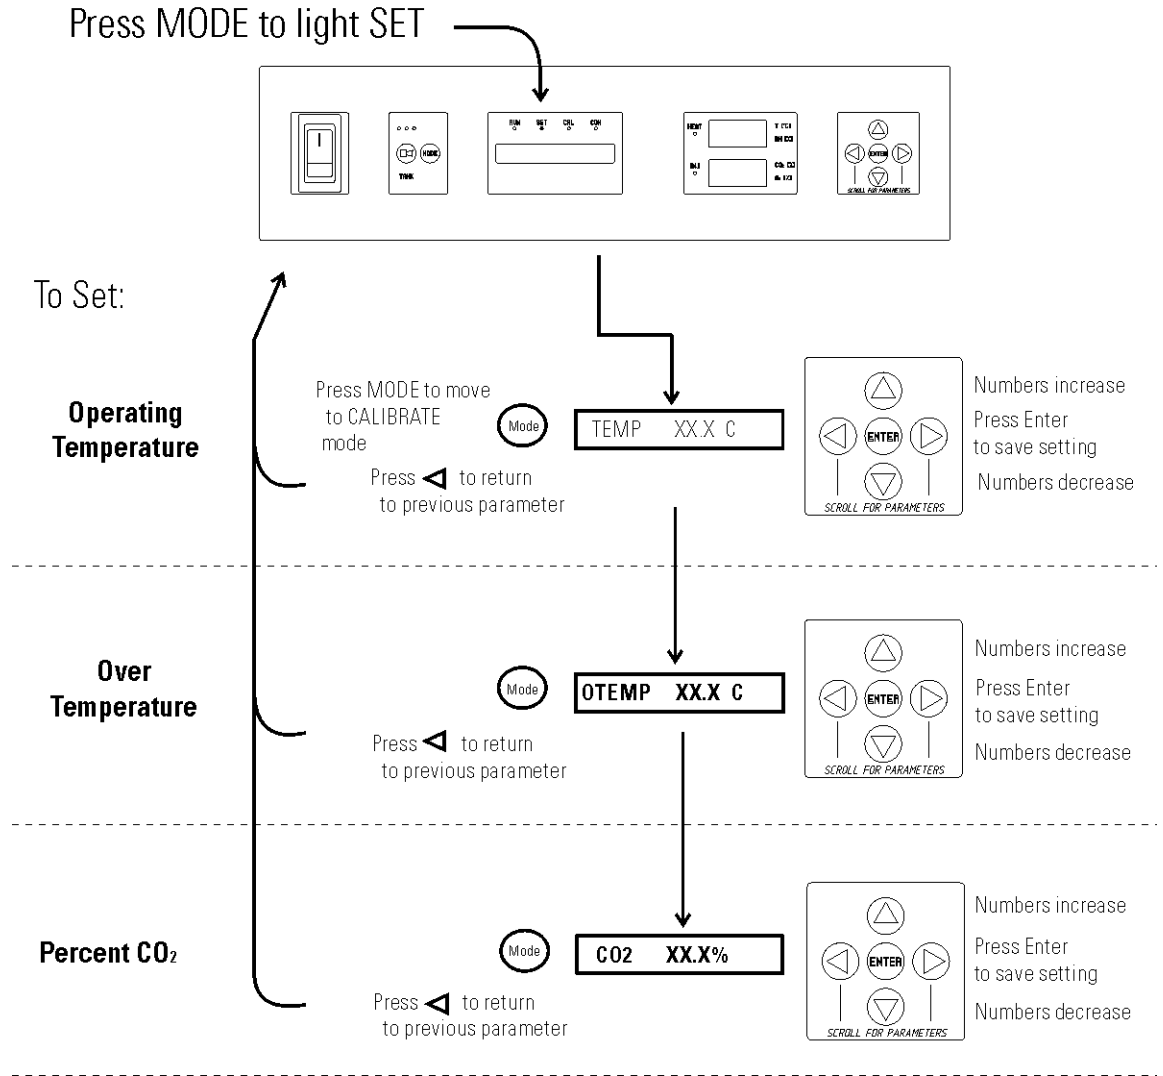 Press MODE to light SET
RUN SET CAL CON
HEAT T [°C]
MODE
ENTER
TANK
SCROLL FOR PARAMETERS
To Set:
Operating
Temperature
Press MODE to move
to CALIBRATE
mode
Mode
TEMP XX.X C
Press to return
to previous parameter
ENTER
SCROLL FOR PARAMETERS
Numbers increase
Press Enter
to save setting
Numbers decrease
Over
Temperature
Mode
OTEMP XX.X C
Press to return
to previous parameter
ENTER
SCROLL FOR PARAMETERS
Numbers increase
Press Enter
to save setting
Numbers decrease
Percent CO₂
Mode
CO2 XX.X%
Press to return
to previous parameter
ENTER
SCROLL FOR PARAMETERS
Numbers increase
Press Enter
to save setting
Numbers decrease